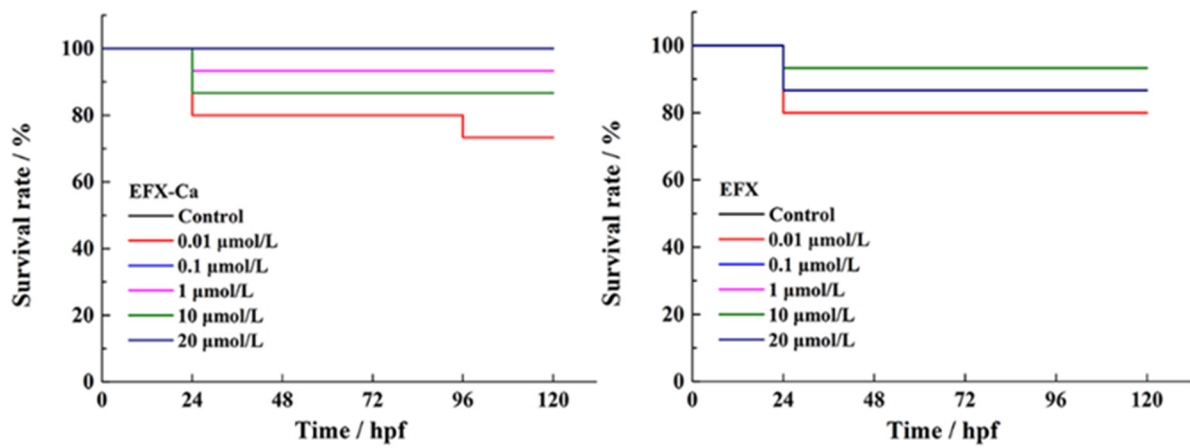 Survival rate / %
100
80
60
40
20
0
EFX-Ca
Control
0.01 µmol/L
0.1 µmol/L
1 µmol/L
10 µmol/L
20 µmol/L
0 24 48 72 96 120
Time / hpf
Survival rate / %
100
80
60
40
20
0
EFX
Control
0.01 µmol/L
0.1 µmol/L
1 µmol/L
10 µmol/L
20 µmol/L
0 24 48 72 96 120
Time / hpf